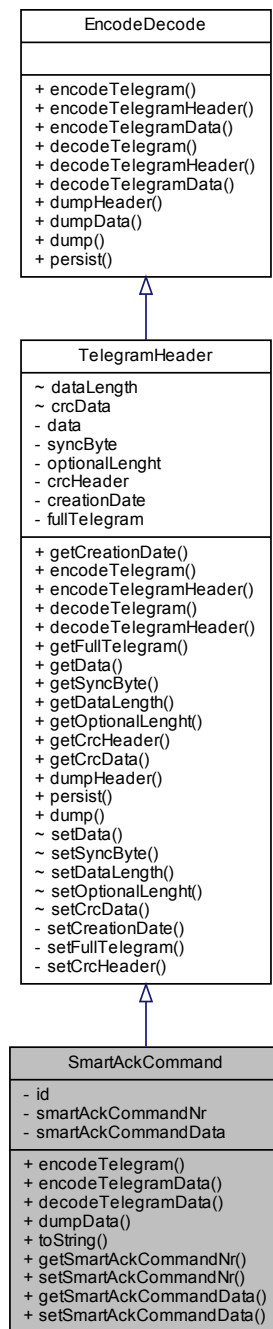 EncodeDecode
+ encodeTelegram()
+ encodeTelegramHeader()
+ encodeTelegramData()
+ decodeTelegram()
+ decodeTelegramHeader()
+ decodeTelegramData()
+ dumpHeader()
+ dumpData()
+ dump()
+ persist()
TelegramHeader
~ dataLength
~ crcData
- data
- syncByte
- optionalLenght
- crcHeader
- creationDate
- fullTelegram
+ getCreationDate()
+ encodeTelegram()
+ encodeTelegramHeader()
+ decodeTelegram()
+ decodeTelegramHeader()
+ getFullTelegram()
+ getData()
+ getSyncByte()
+ getDataLength()
+ getOptionalLenght()
+ getCrcHeader()
+ getCrcData()
+ dumpHeader()
+ persist()
+ dump()
~ setData()
~ setSyncByte()
~ setDataLength()
~ setOptionalLenght()
~ setCrcData()
- setCreationDate()
- setFullTelegram()
- setCrcHeader()
SmartAckCommand
- id
- smartAckCommandNr
- smartAckCommandData
+ encodeTelegram()
+ encodeTelegramData()
+ decodeTelegramData()
+ dumpData()
+ toString()
+ getSmartAckCommandNr()
+ setSmartAckCommandNr()
+ getSmartAckCommandData()
+ setSmartAckCommandData()